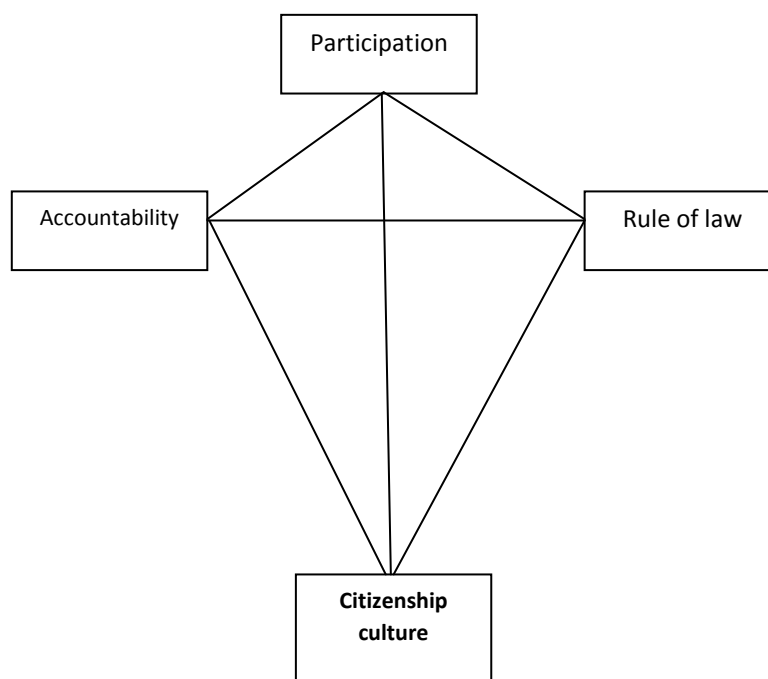 Participation
Accountability
Rule of law
Citizenship
culture